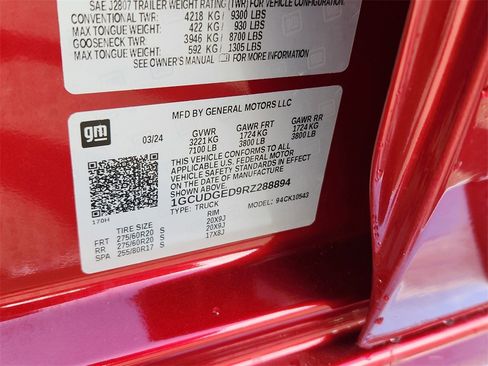 SAE J2807 TRAILER WEIGHT RATING (TWR) FOR VEHICLE CONFIGURATION:
CONVENTIONAL TWR: 4218 KG / 9300 LBS
MAX TONGUE TWR: 422 KG / 930 LBS
GOOSENECK TWR: 3946 KG / 8700 LBS
MAX TONGUE TWR: 592 KG / 1305 LBS
SEE OWNER'S MANUAL FOR MORE INFORMATION
MFD BY GENERAL MOTORS LLC
gm
03/24
GVWR GAWR FRT GAWR RR
3221 KG 1724 KG 1724 KG
7100 LB 3800 LB 3800 LB
THIS VEHICLE CONFORMS TO ALL
APPLICABLE U.S. FEDERAL MOTOR
VEHICLE SAFETY STANDARDS IN EFFECT
ON THE DATE OF MANUFACTURE
SHOWN ABOVE.
1GCUDGED9RZ288894
TYPE: TRUCK MODEL: 94CK10543
170H
TIRE SIZE RIM
FRT 275/60R20 S 20X9J
RR 275/60R20 S 20X9J
SPA 255/80R17 S 17X8J